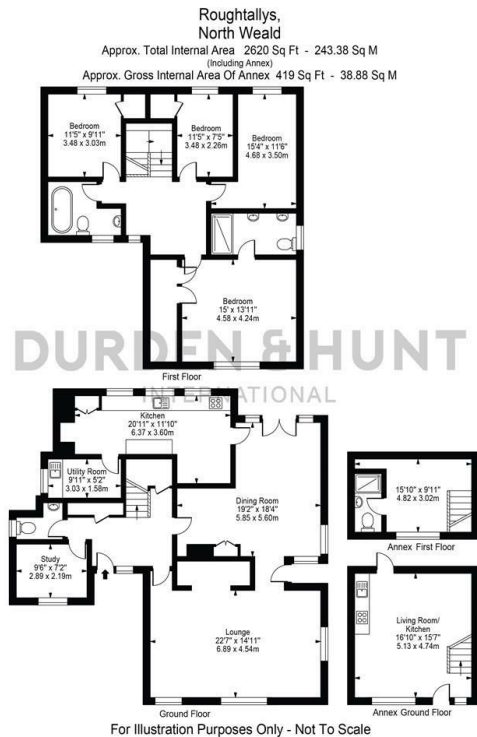 Roughtallys,
North Weald
Approx. Total Internal Area 2620 Sq Ft - 243.38 Sq M
(Including Annex)
Approx. Gross Internal Area Of Annex 419 Sq Ft - 38.88 Sq M
Bedroom
11'5" x 9'11"
3.48 x 3.03m
Bedroom
11'5" x 7'5"
3.48 x 2.26m
Bedroom
15'4" x 11'6"
4.68 x 3.50m
Bedroom
15' x 13'11"
4.58 x 4.24m
DURDEN & HUNT
INTERNATIONAL
First Floor
Kitchen
20'11" x 11'10"
6.37 x 3.60m
Utility Room
9'11" x 5'2"
3.03 x 1.58m
Dining Room
19'2" x 18'4"
5.85 x 5.60m
Study
9'6" x 7'2"
2.89 x 2.19m
Lounge
22'7" x 14'11"
6.89 x 4.54m
Ground Floor
15'10" x 9'11"
4.82 x 3.02m
Annex First Floor
Living Room/
Kitchen
16'10" x 15'7"
5.13 x 4.74m
Annex Ground Floor
For Illustration Purposes Only - Not To Scale